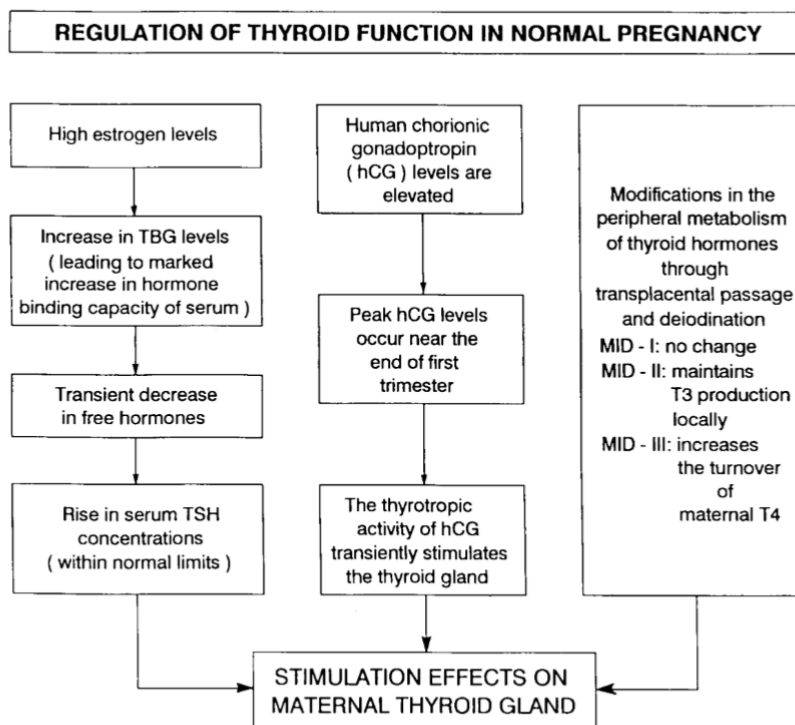 REGULATION OF THYROID FUNCTION IN NORMAL PREGNANCY
High estrogen levels
Increase in TBG levels
( leading to marked
increase in hormone
binding capacity of serum )
Transient decrease
in free hormones
Rise in serum TSH
concentrations
( within normal limits )
Human chorionic
gonadoptropin
( hCG ) levels are
elevated
Peak hCG levels
occur near the
end of first
trimester
The thyrotropic
activity of hCG
transiently stimulates
the thyroid gland
Modifications in the
peripheral metabolism
of thyroid hormones
through
transplacental passage
and deiodination
MID - I: no change
MID - II: maintains
T3 production
locally
MID - III: increases
the turnover
of
maternal T4
STIMULATION EFFECTS ON
MATERNAL THYROID GLAND